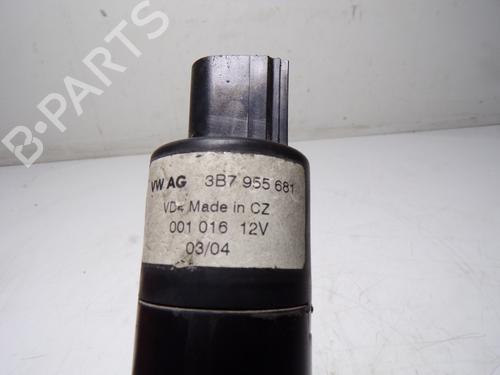 B-PARTS
VW AG 3B7 955 681
VD< Made in CZ
001 016 12V
03/04